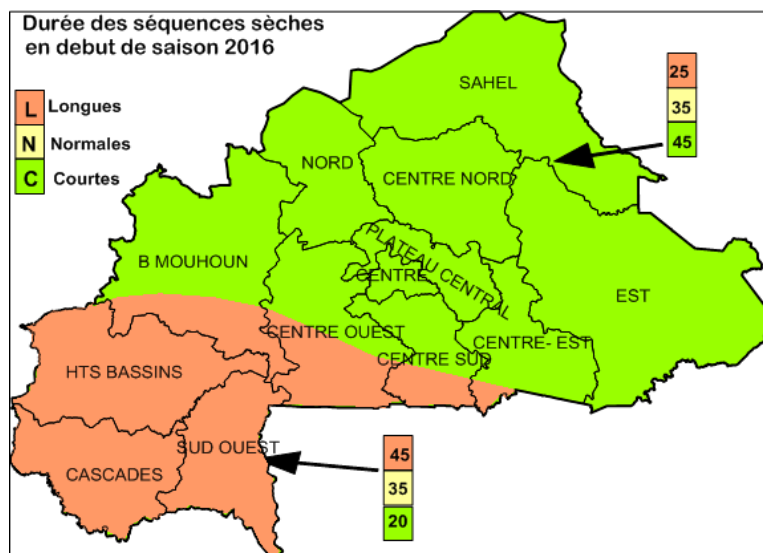 Durée des séquences sèches
en debut de saison 2016
L Longues
N Normales
C Courtes
25
35
45
SAHEL
NORD
CENTRE NORD
B MOUHOUN
PLATEAU CENTRAL
CENTRE
EST
CENTRE OUEST
CENTRE SUD
CENTRE- EST
HTS BASSINS
SUD OUEST
CASCADES
45
35
20